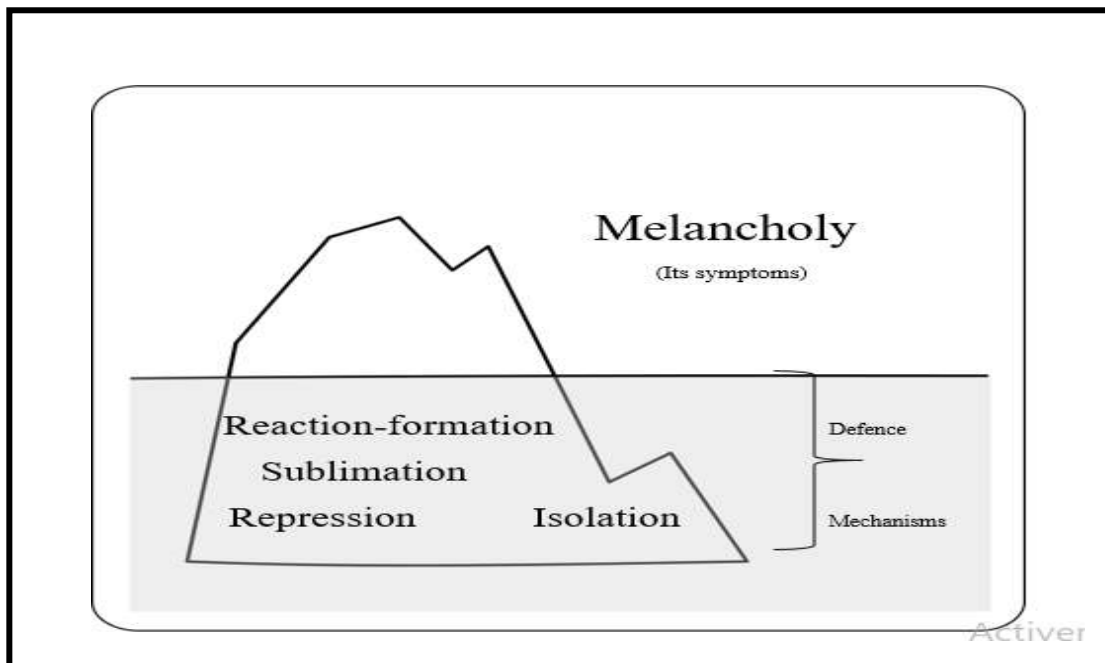 Melancholy
(Its symptoms)
Reaction-formation
Defence
Sublimation
Repression
Isolation
Mechanisms
Activer